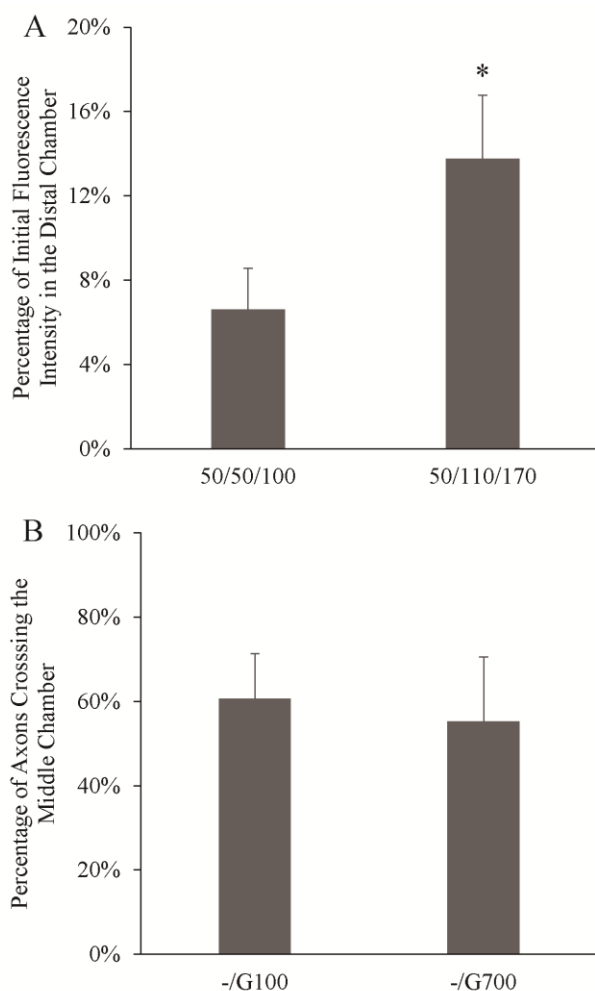 A
20%
16%
12%
8%
4%
0%
Percentage of Initial Fluorescence
Intensity in the Distal Chamber
*
50/50/100
50/110/170
B
100%
80%
60%
40%
20%
0%
Percentage of Axons Crosssing the
Middle Chamber
-/G100
-/G700